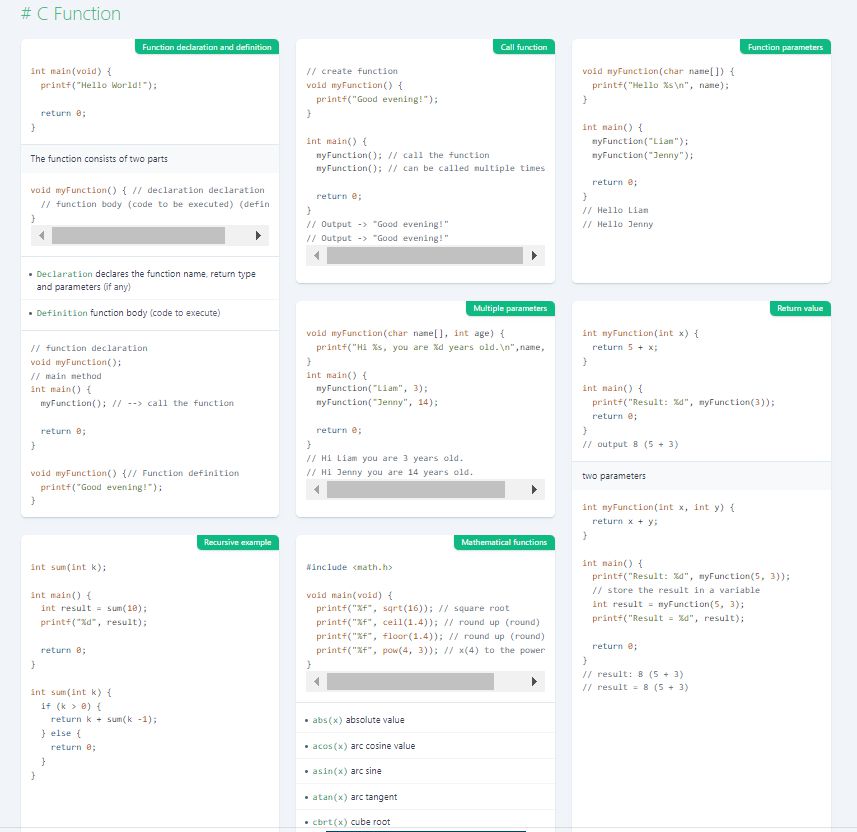 # C Function
Function declaration and definition
int main(void) {
  printf("Hello World!");

  return 0;
}
The function consists of two parts
void myFunction() { // declaration declaration
  // function body (code to be executed) (defin
}
• Declaration declares the function name, return type
and parameters (if any)
• Definition function body (code to execute)
// function declaration
void myFunction();
// main method
int main() {
  myFunction(); // --> call the function

  return 0;
}

void myFunction() {// Function definition
  printf("Good evening!");
}
Call function
// create function
void myFunction() {
  printf("Good evening!");
}

int main() {
  myFunction(); // call the function
  myFunction(); // can be called multiple times

  return 0;
}
// Output -> "Good evening!"
// Output -> "Good evening!"
Function parameters
void myFunction(char name[]) {
  printf("Hello %s\n", name);
}

int main() {
  myFunction("Liam");
  myFunction("Jenny");

  return 0;
}
// Hello Liam
// Hello Jenny
Multiple parameters
void myFunction(char name[], int age) {
  printf("Hi %s, you are %d years old.\n",name,
}
int main() {
  myFunction("Liam", 3);
  myFunction("Jenny", 14);

  return 0;
}
// Hi Liam you are 3 years old.
// Hi Jenny you are 14 years old.
Return value
int myFunction(int x) {
  return 5 + x;
}

int main() {
  printf("Result: %d", myFunction(3));
  return 0;
}
// output 8 (5 + 3)
two parameters
int myFunction(int x, int y) {
  return x + y;
}

int main() {
  printf("Result: %d", myFunction(5, 3));
  // store the result in a variable
  int result = myFunction(5, 3);
  printf("Result = %d", result);

  return 0;
}
// result: 8 (5 + 3)
// result = 8 (5 + 3)
Recursive example
int sum(int k);

int main() {
  int result = sum(10);
  printf("%d", result);

  return 0;
}

int sum(int k) {
  if (k > 0) {
    return k + sum(k -1);
  } else {
    return 0;
  }
}
Mathematical functions
#include <math.h>

void main(void) {
  printf("%f", sqrt(16)); // square root
  printf("%f", ceil(1.4)); // round up (round)
  printf("%f", floor(1.4)); // round up (round)
  printf("%f", pow(4, 3)); // x(4) to the power
}
• abs(x) absolute value
• acos(x) arc cosine value
• asin(x) arc sine
• atan(x) arc tangent
• cbrt(x) cube root